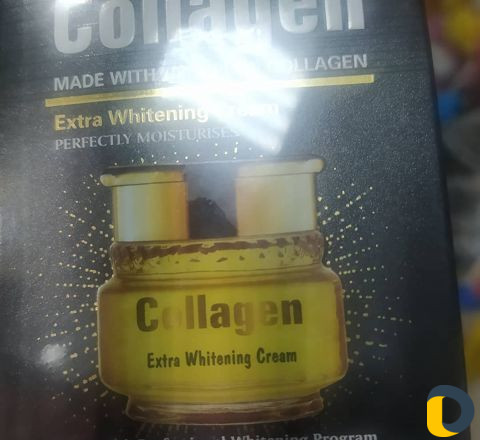 Collagen
MADE WITH COLLAGEN
Extra Whitening Cream
PERFECTLY MOISTURISES
Collagen
Extra Whitening Cream
Whitening Program